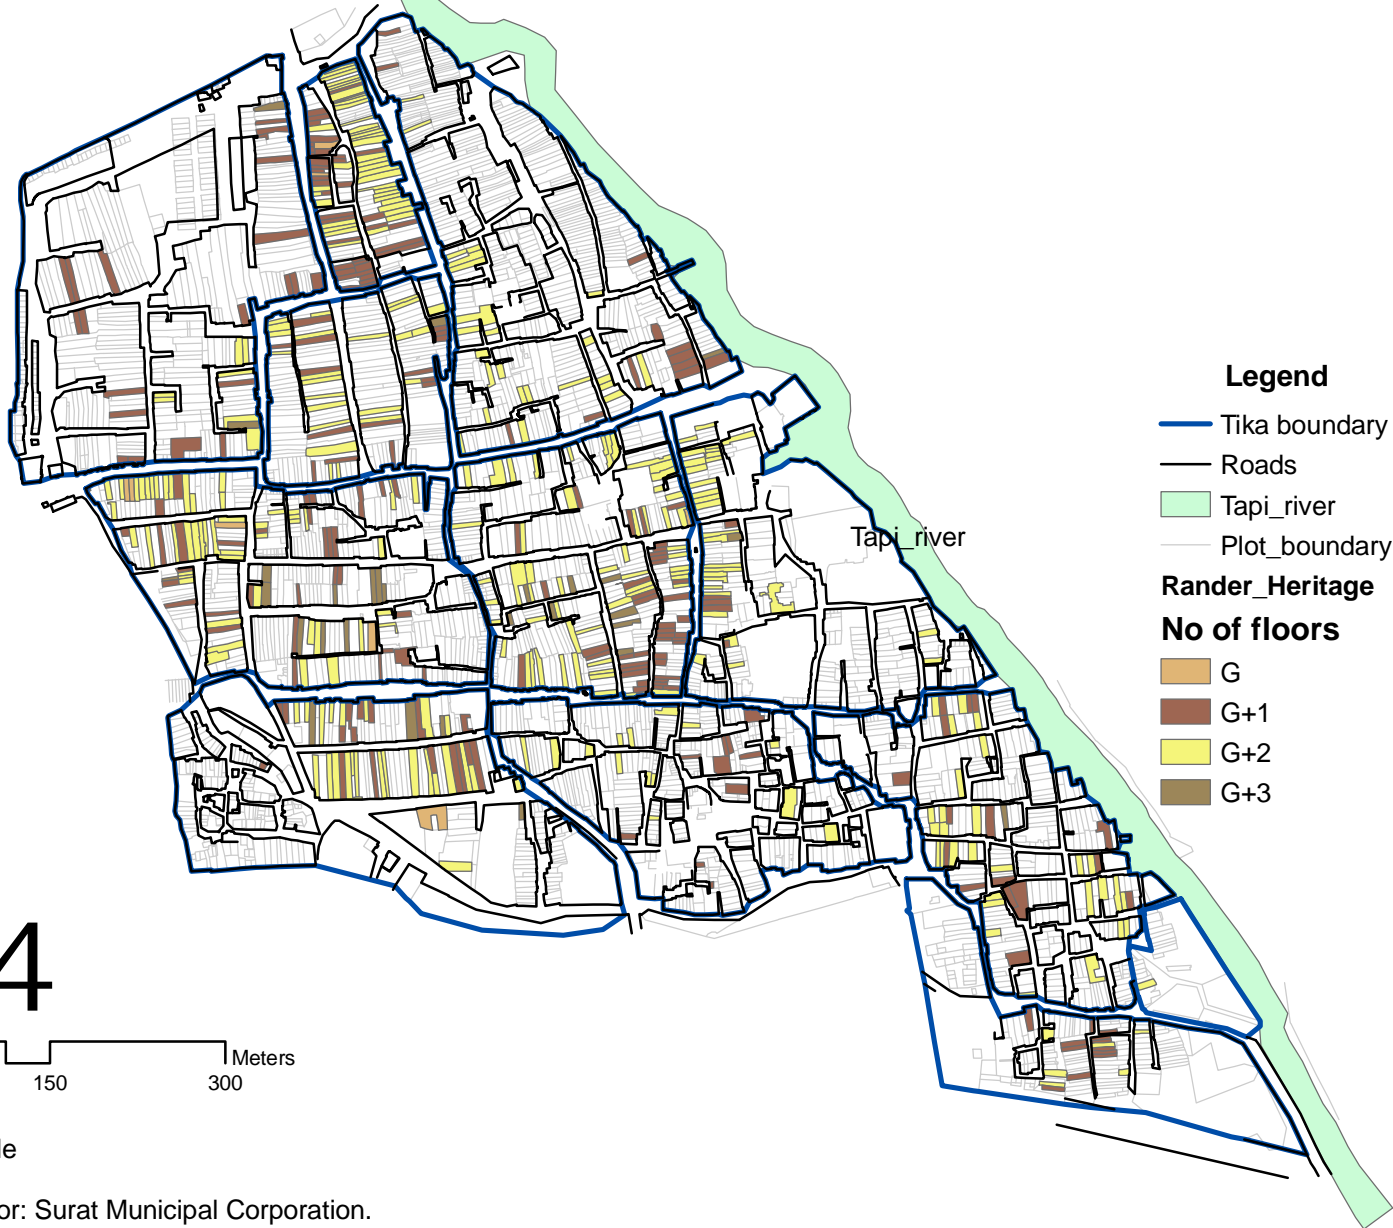 Legend
Tika boundary
Roads
Tapi_river
Plot_boundary
Rander_Heritage
No of floors
G
G+1
G+2
G+3
Tapi_river
4
Meters
150
300
or: Surat Municipal Corporation.